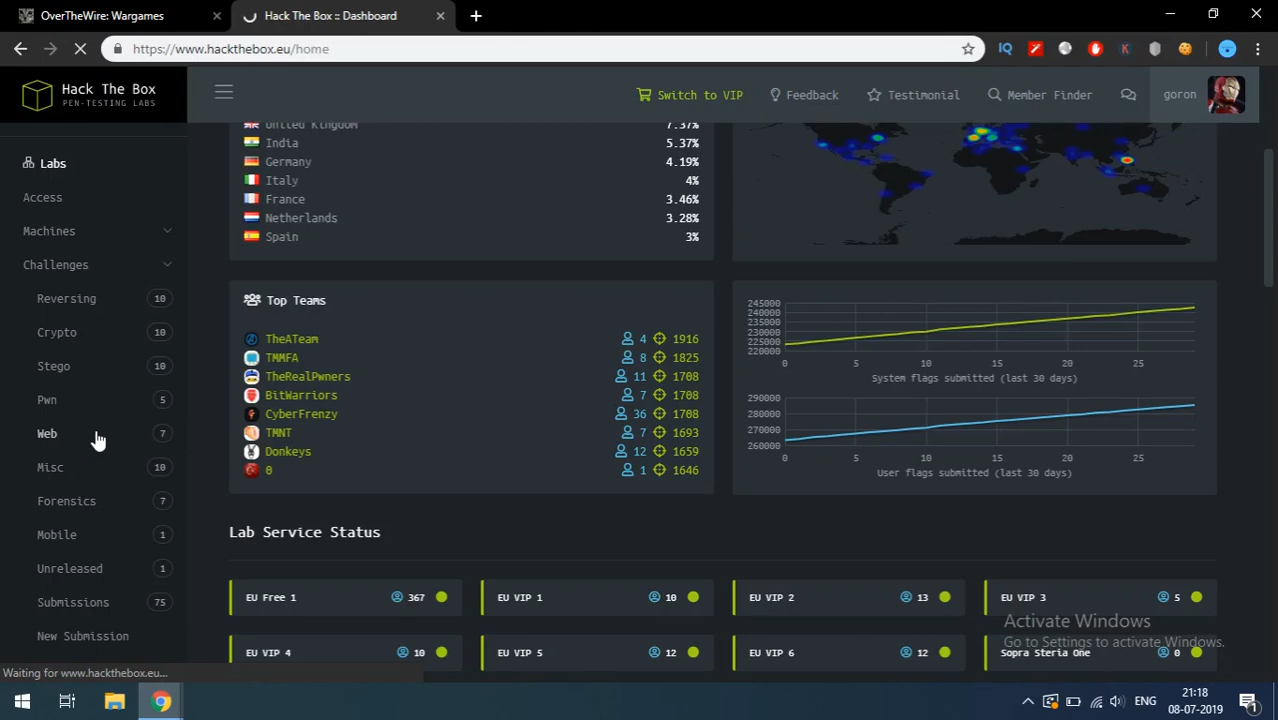 OverTheWire: Wargames
Hack The Box :: Dashboard
https://www.hackthebox.eu/home
Hack The Box
PEN-TESTING LABS
Switch to VIP
Feedback
Testimonial
Member Finder
goron
Labs
Access
Machines
Challenges
Reversing 10
Crypto 10
Stego 10
Pwn 5
Web 7
Misc 10
Forensics 7
Mobile 1
Unreleased 1
Submissions 75
New Submission
United Kingdom 7.37%
India 5.37%
Germany 4.19%
Italy 4%
France 3.46%
Netherlands 3.28%
Spain 3%
Top Teams
TheATeam 4 1916
TMMFA 8 1825
TheRealPwners 11 1708
BitWarriors 7 1708
CyberFrenzy 36 1708
TMNT 7 1693
Donkeys 12 1659
0 1 1646
245000
240000
235000
230000
225000
220000
0 5 10 15 20 25
System flags submitted (last 30 days)
290000
280000
270000
260000
0 5 10 15 20 25
User flags submitted (last 30 days)
Lab Service Status
EU Free 1 367
EU VIP 1 10
EU VIP 2 13
EU VIP 3 5
EU VIP 4 10
EU VIP 5 12
EU VIP 6 12
Sopra Steria One 0
Activate Windows
Go to Settings to activate Windows.
Waiting for www.hackthebox.eu...
ENG
21:18
08-07-2019
1